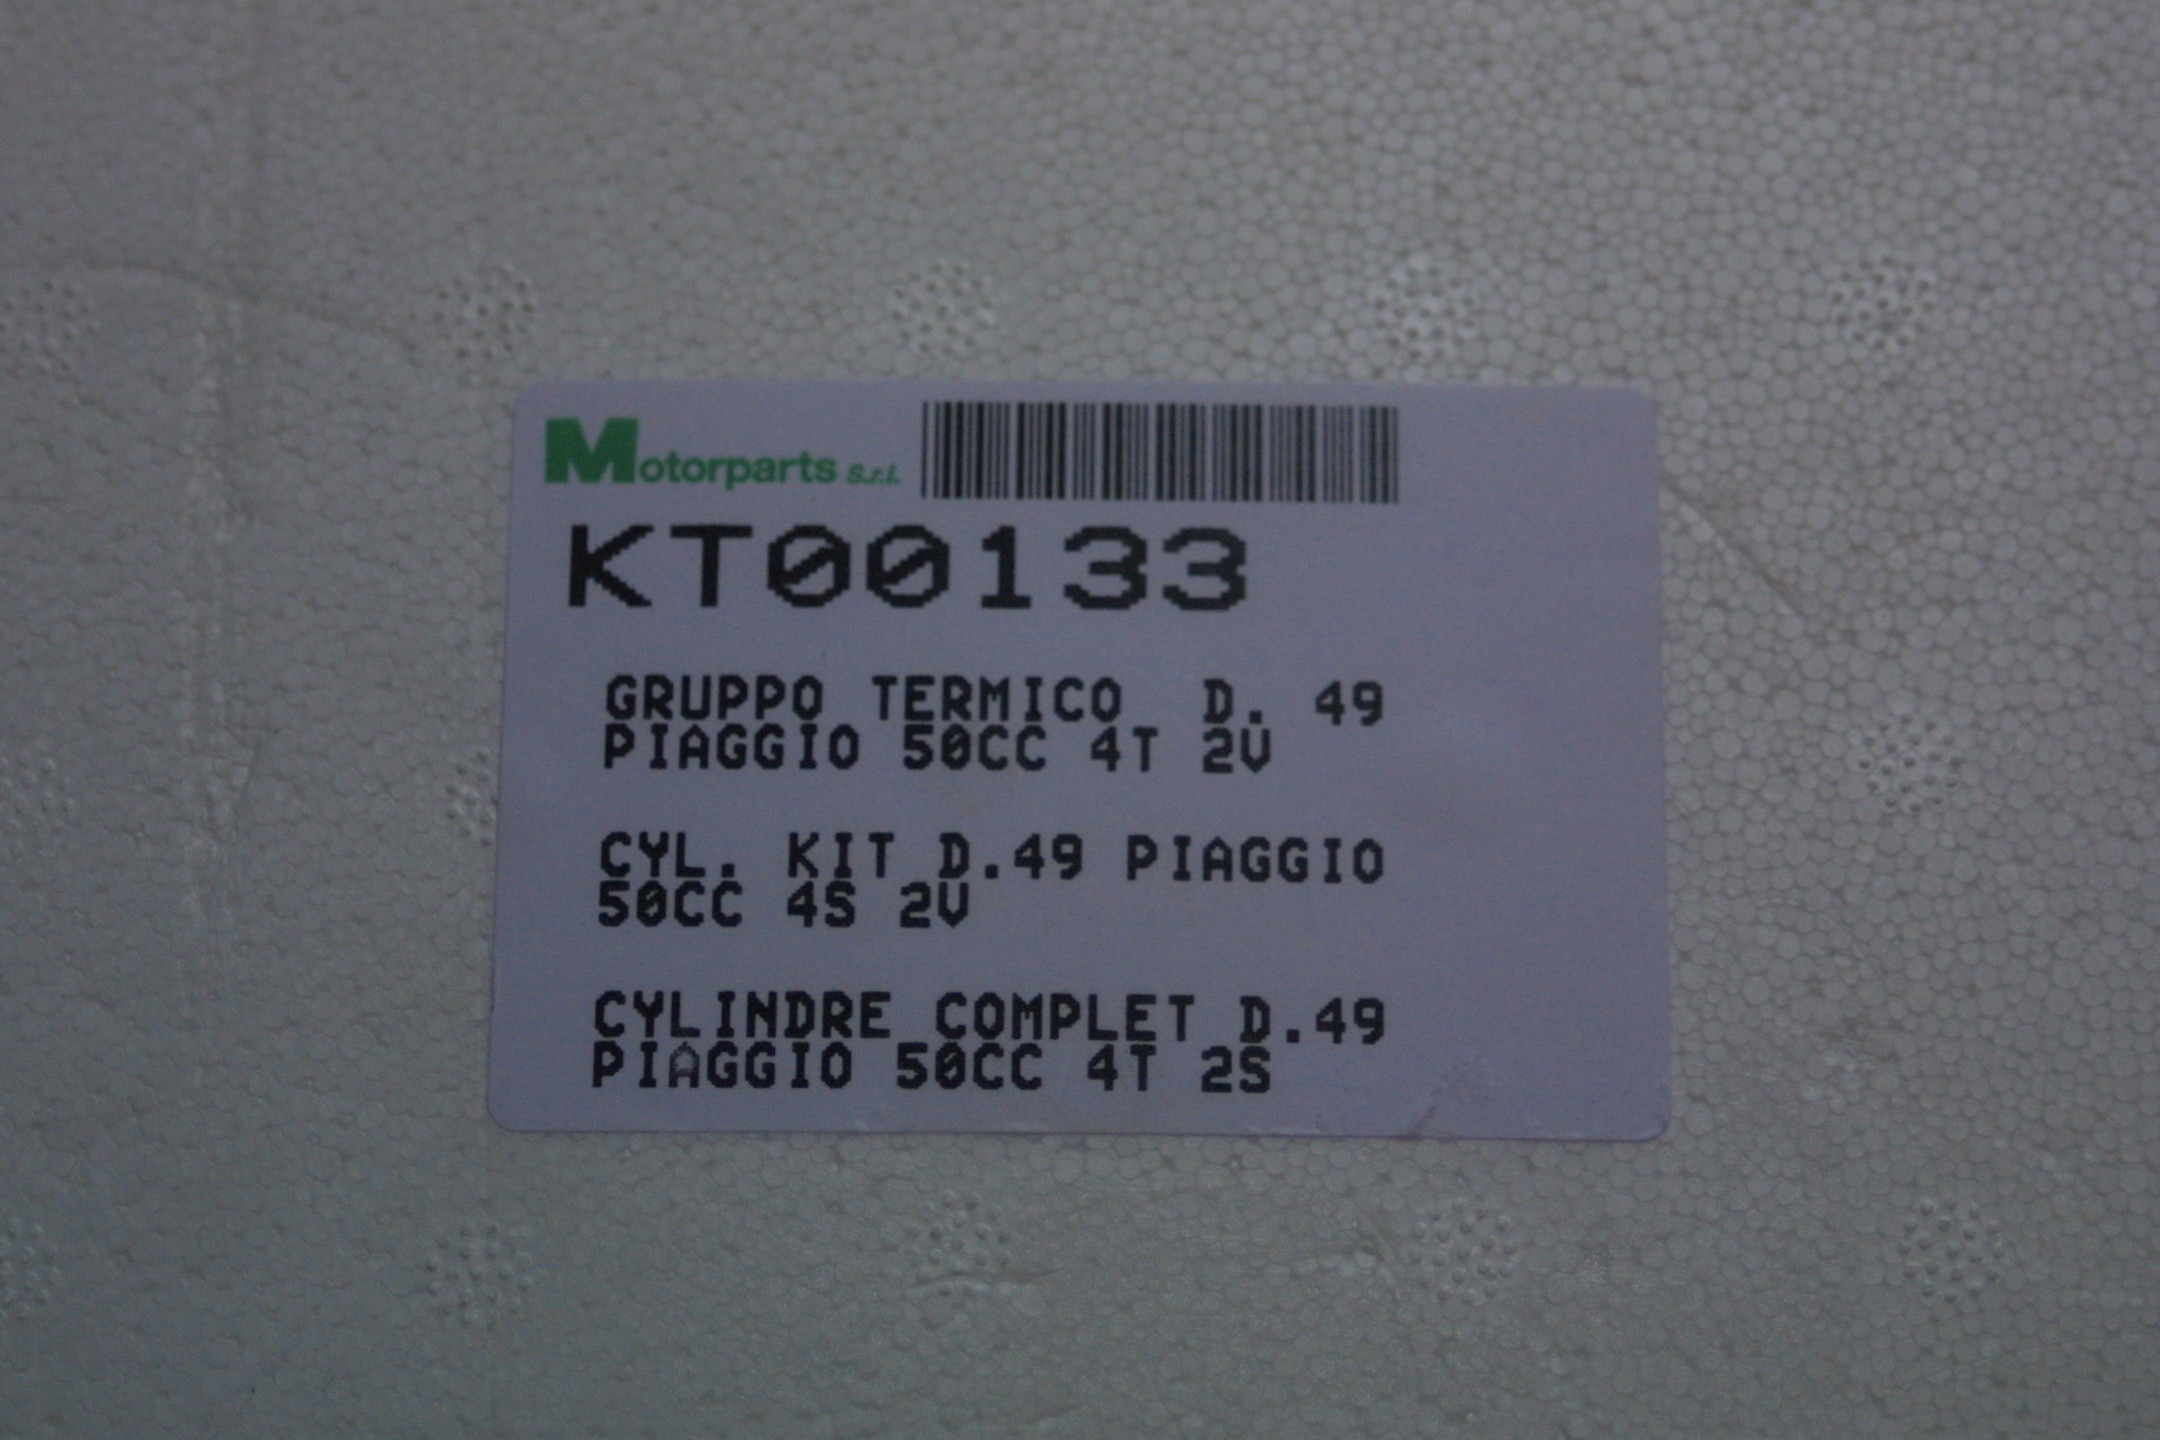 Motorparts S.r.l.
KT00133
GRUPPO TERMICO D. 49
PIAGGIO 50CC 4T 2V
CYL. KIT D.49 PIAGGIO
50CC 4S 2V
CYLINDRE COMPLET D.49
PIAGGIO 50CC 4T 2S